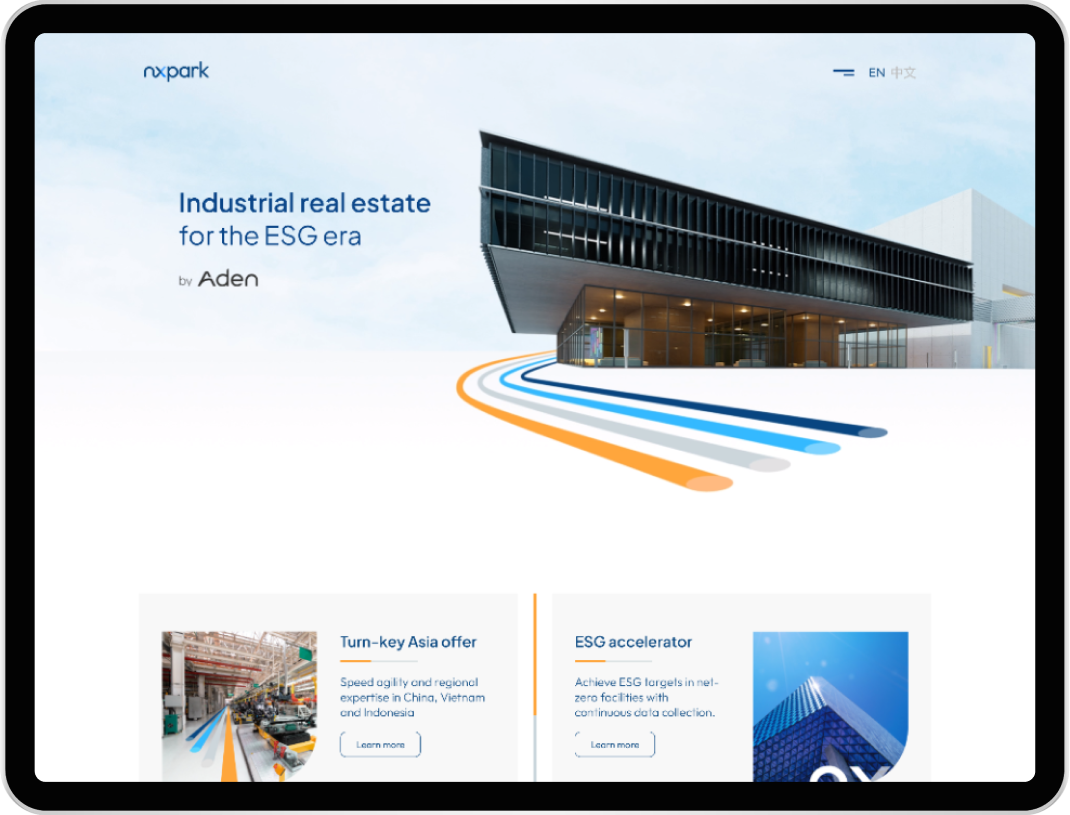 nxpark
EN 中文
Industrial real estate
for the ESG era
by Aden
Turn-key Asia offer
Speed agility and regional
expertise in China, Vietnam
and Indonesia
Learn more
ESG accelerator
Achieve ESG targets in net-
zero facilities with
continuous data collection.
Learn more